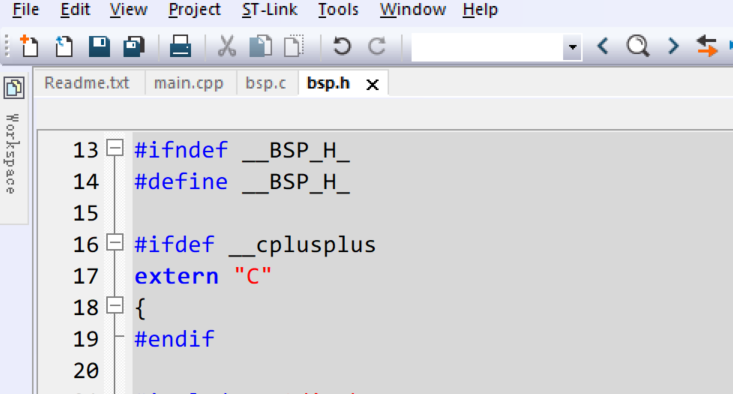 File Edit View Project ST-Link Tools Window Help
Workspace
Readme.txt main.cpp bsp.c bsp.h
13 #ifndef __BSP_H_
14 #define __BSP_H_
15
16 #ifdef __cplusplus
17 extern "C"
18 {
19 #endif
20